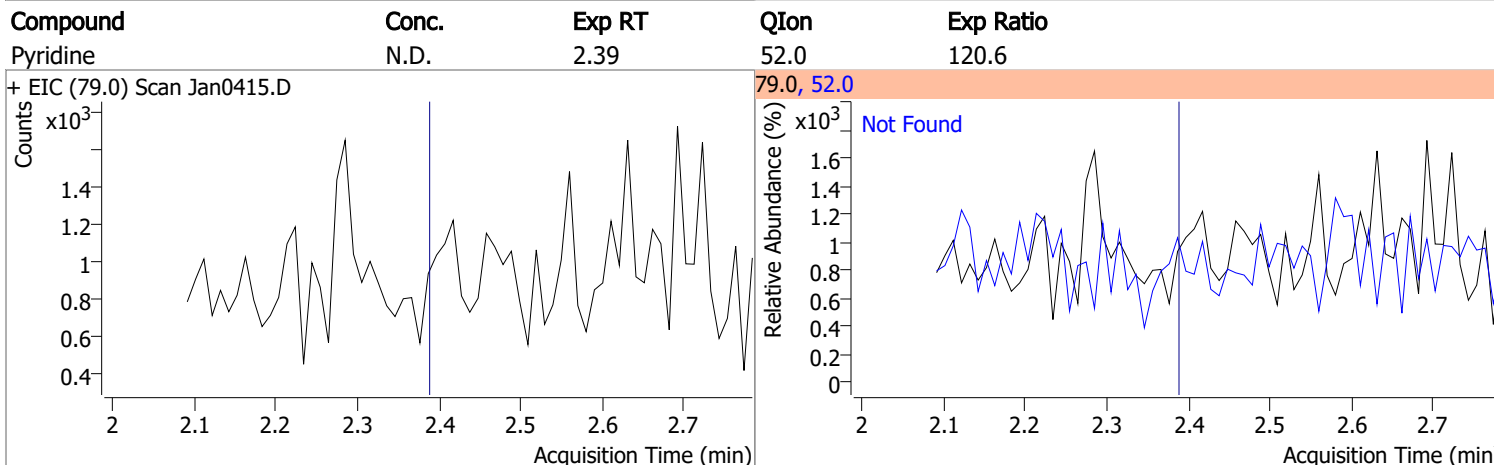 Compound Conc. Exp RT QIon Exp Ratio
Pyridine N.D. 2.39 52.0 120.6
+ EIC (79.0) Scan Jan0415.D
Counts
x10³
1.4
1.2
1
0.8
0.6
0.4
2 2.1 2.2 2.3 2.4 2.5 2.6 2.7
Acquisition Time (min)
79.0, 52.0
Relative Abundance (%)
x10³
Not Found
1.6
1.4
1.2
1
0.8
0.6
0.4
0.2
0
2 2.1 2.2 2.3 2.4 2.5 2.6 2.7
Acquisition Time (min